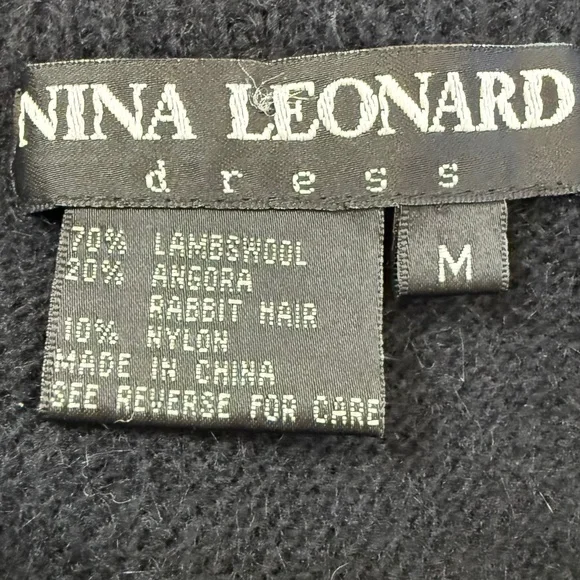 NINA LEONARD
dress
M
70% LAMBSWOOL
20% ANGORA
RABBIT HAIR
10% NYLON
MADE IN CHINA
SEE REVERSE FOR CARE